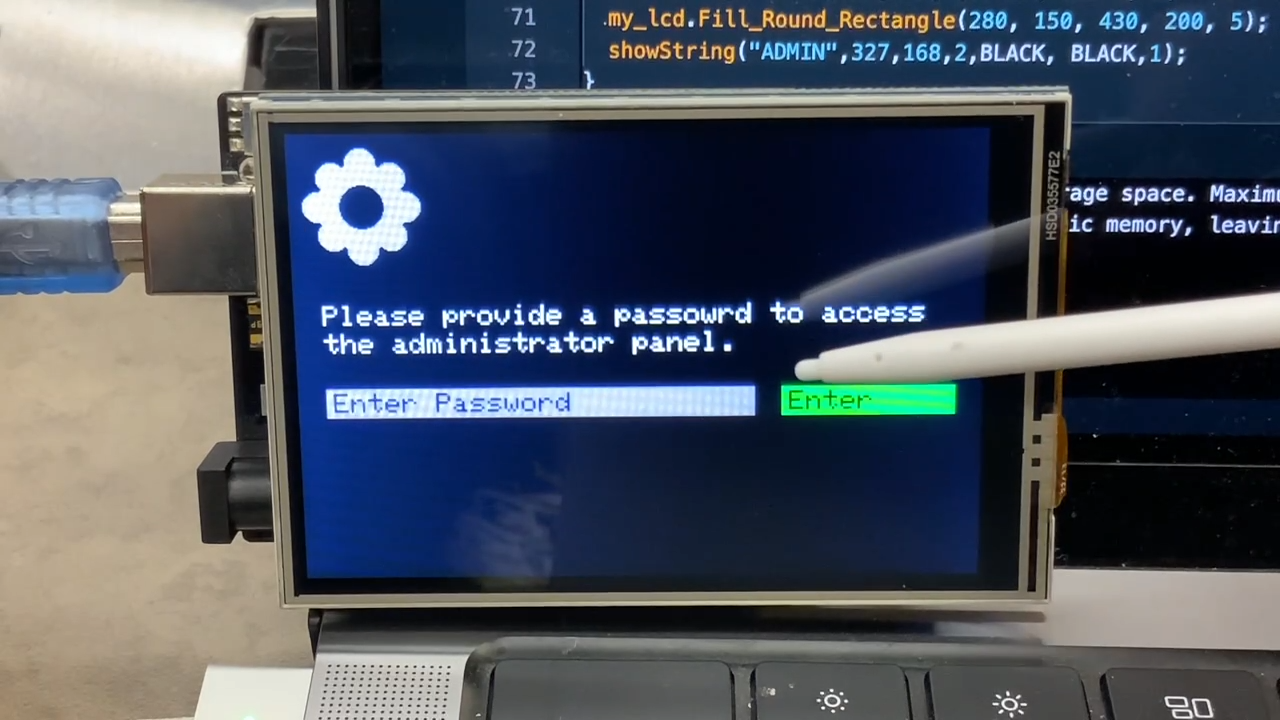 71 .my_lcd.Fill_Round_Rectangle(280, 150, 430, 200, 5);
72 showString("ADMIN",327,168,2,BLACK, BLACK,1);
73 }
rage space. Maxim
ic memory, leavin
HSD035577E2
Please provide a passowrd to access
the administrator panel.
Enter Password
Enter